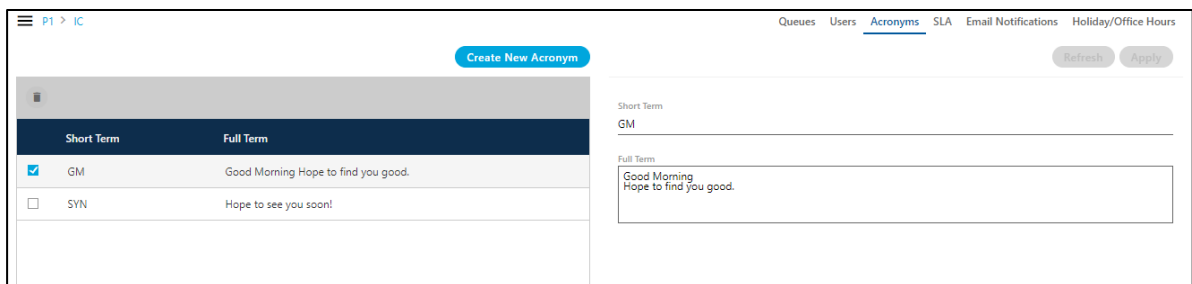 P1 > IC
Queues Users Acronyms SLA Email Notifications Holiday/Office Hours
Create New Acronym
Refresh Apply
Short Term Full Term
GM Good Morning Hope to find you good.
SYN Hope to see you soon!
Short Term
GM
Full Term
Good Morning
Hope to find you good.